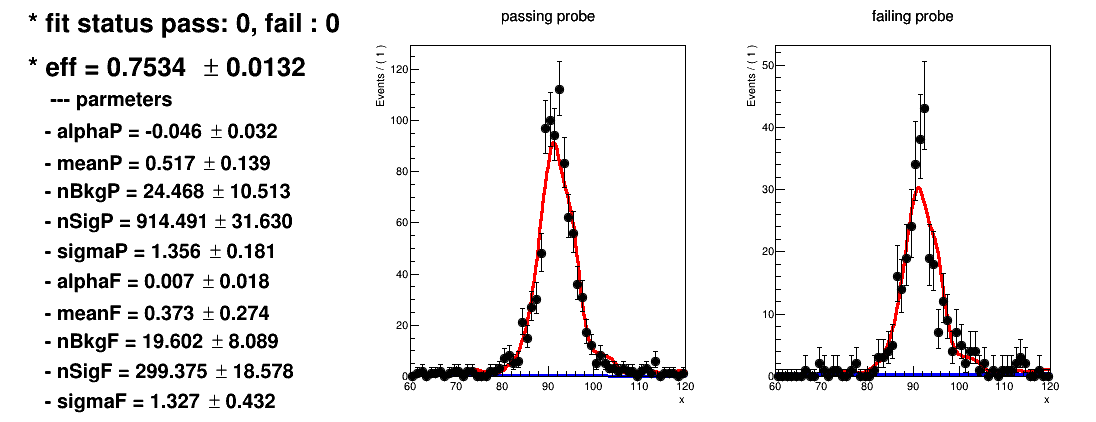 * fit status pass: 0, fail : 0
* eff = 0.7534 ± 0.0132
--- parmeters
- alphaP = -0.046 ± 0.032
- meanP = 0.517 ± 0.139
- nBkgP = 24.468 ± 10.513
- nSigP = 914.491 ± 31.630
- sigmaP = 1.356 ± 0.181
- alphaF = 0.007 ± 0.018
- meanF = 0.373 ± 0.274
- nBkgF = 19.602 ± 8.089
- nSigF = 299.375 ± 18.578
- sigmaF = 1.327 ± 0.432
passing probe
Events / ( 1 )
120
100
80
60
40
20
0
60 70 80 90 100 110 120
x
failing probe
Events / ( 1 )
50
40
30
20
10
0
60 70 80 90 100 110 120
x